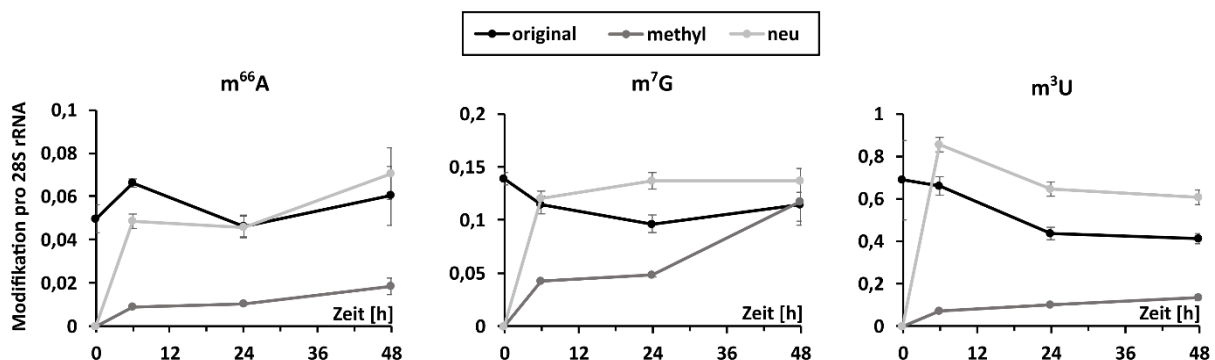 original methyl neu
m⁶⁶A
m⁷G
m³U
Modifikation pro 28S rRNA
0,1
0,08
0,06
0,04
0,02
0
Zeit [h]
0 12 24 36 48
0,2
0,15
0,1
0,05
0
Zeit [h]
0 12 24 36 48
1
0,8
0,6
0,4
0,2
0
Zeit [h]
0 12 24 36 48